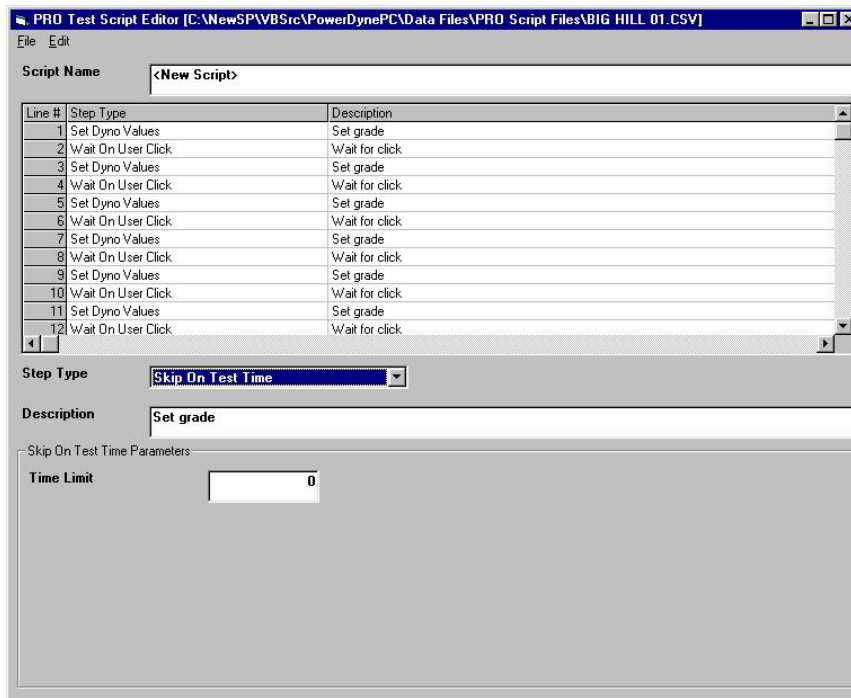 PRO Test Script Editor [C:\NewSP\VBSrc\PowerDynePC\Data Files\PRO Script Files\BIG HILL 01.CSV]
File Edit
Script Name <New Script>
Line # Step Type Description
1 Set Dyno Values Set grade
2 Wait On User Click Wait for click
3 Set Dyno Values Set grade
4 Wait On User Click Wait for click
5 Set Dyno Values Set grade
6 Wait On User Click Wait for click
7 Set Dyno Values Set grade
8 Wait On User Click Wait for click
9 Set Dyno Values Set grade
10 Wait On User Click Wait for click
11 Set Dyno Values Set grade
12 Wait On User Click Wait for click
Step Type Skip On Test Time
Description Set grade
Skip On Test Time Parameters
Time Limit 0